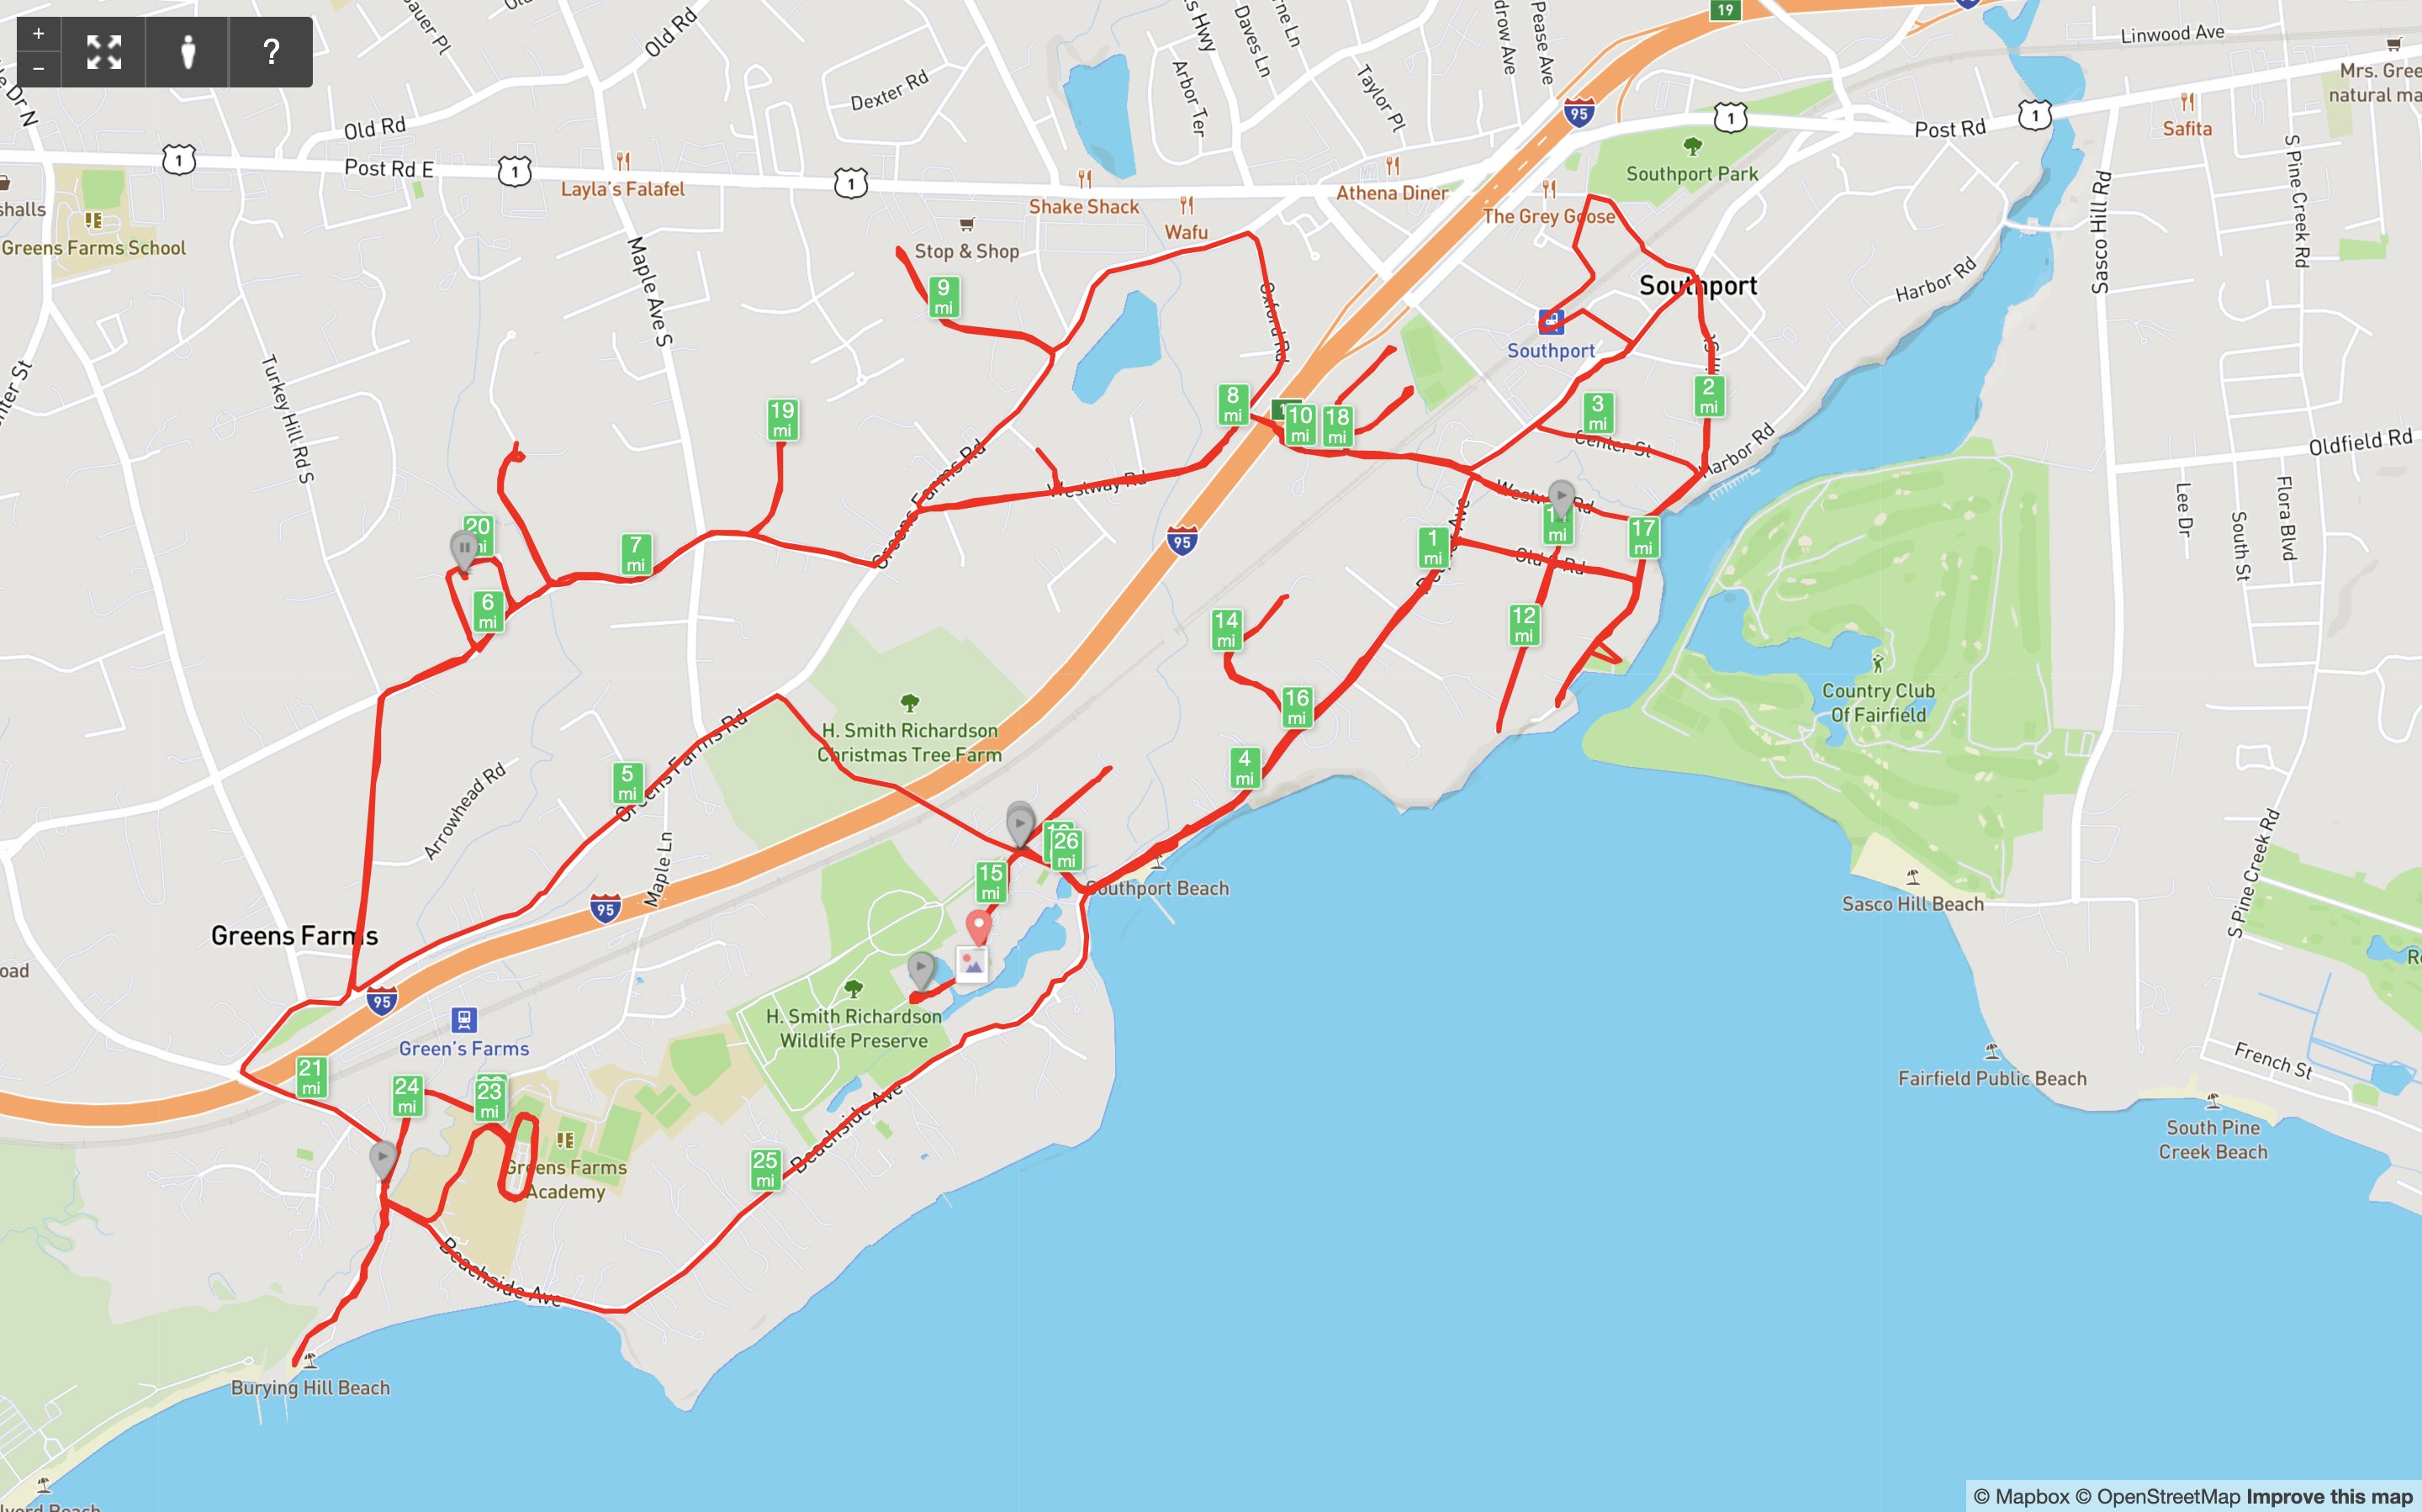 +
−
?
Old Rd
Dexter Rd
Arbor Ter
Daves Ln
Taylor Pl
Pease Ave
19
95
Linwood Ave
Mrs. Gree
natural ma
Safita
Post Rd
1
1
Southport Park
Athena Diner
The Grey Goose
Old Rd
Post Rd E
1
1
1
Layla's Falafel
Shake Shack
Wafu
Stop & Shop
Greens Farms School
shalls
Maple Ave S
Turkey Hill Rd S
9
mi
Oxford Rd
Southport
Southport
Harbor Rd
Sasco Hill Rd
S Pine Creek Rd
19
mi
8
mi
10
mi
18
mi
3
mi
2
mi
Center St
Harbor Rd
Oldfield Rd
Lee Dr
South St
Flora Blvd
Greens Farms Rd
Westway Rd
95
20
mi
7
mi
6
mi
1
mi
mi
17
mi
12
mi
14
mi
16
mi
4
mi
Country Club
Of Fairfield
H. Smith Richardson
Christmas Tree Farm
Greens Farms Rd
5
mi
Arrowhead Rd
Maple Ln
95
26
mi
15
mi
Southport Beach
Sasco Hill Beach
S Pine Creek Rd
Greens Farms
oad
95
Green's Farms
H. Smith Richardson
Wildlife Preserve
21
mi
24
mi
23
mi
Greens Farms
Academy
25
mi
Beachside Ave
Beachside Ave
Burying Hill Beach
Fairfield Public Beach
French St
South Pine
Creek Beach
© Mapbox © OpenStreetMap Improve this map